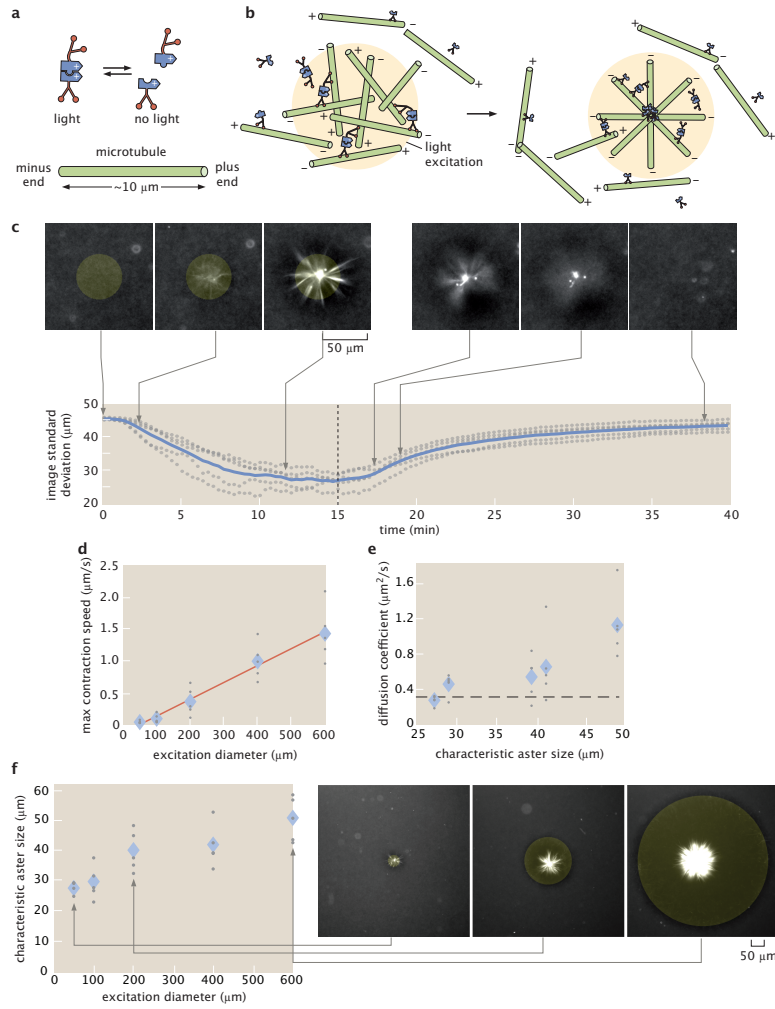 a
light
no light
microtubule
minus end
plus end
~10 μm
b
+
−
light excitation
c
50 μm
image standard deviation (μm)
50
40
30
20
0
5
10
15
20
25
30
35
40
time (min)
d
max contraction speed (μm/s)
2.5
2.0
1.5
1.0
0.5
0
0
100
200
300
400
500
600
excitation diameter (μm)
e
diffusion coefficient (μm²/s)
1.6
1.2
0.8
0.4
0
25
30
35
40
45
50
characteristic aster size (μm)
f
characteristic aster size (μm)
60
50
40
30
20
10
0
0
100
200
300
400
500
600
excitation diameter (μm)
50 μm